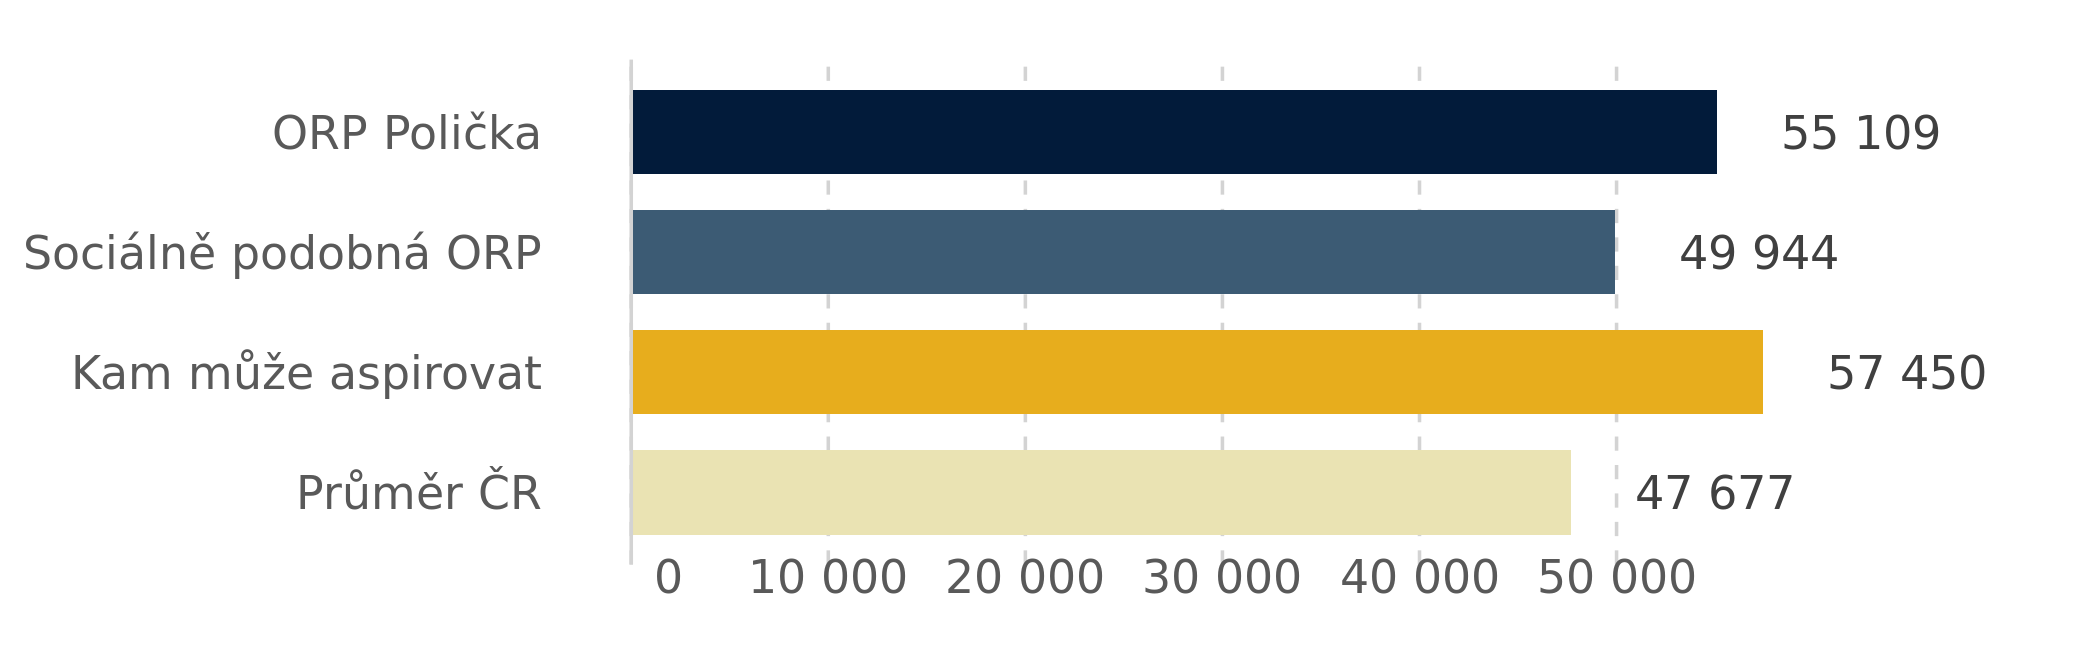 ORP Polička 55 109
Sociálně podobná ORP 49 944
Kam může aspirovat 57 450
Průměr ČR 47 677
0 10 000 20 000 30 000 40 000 50 000